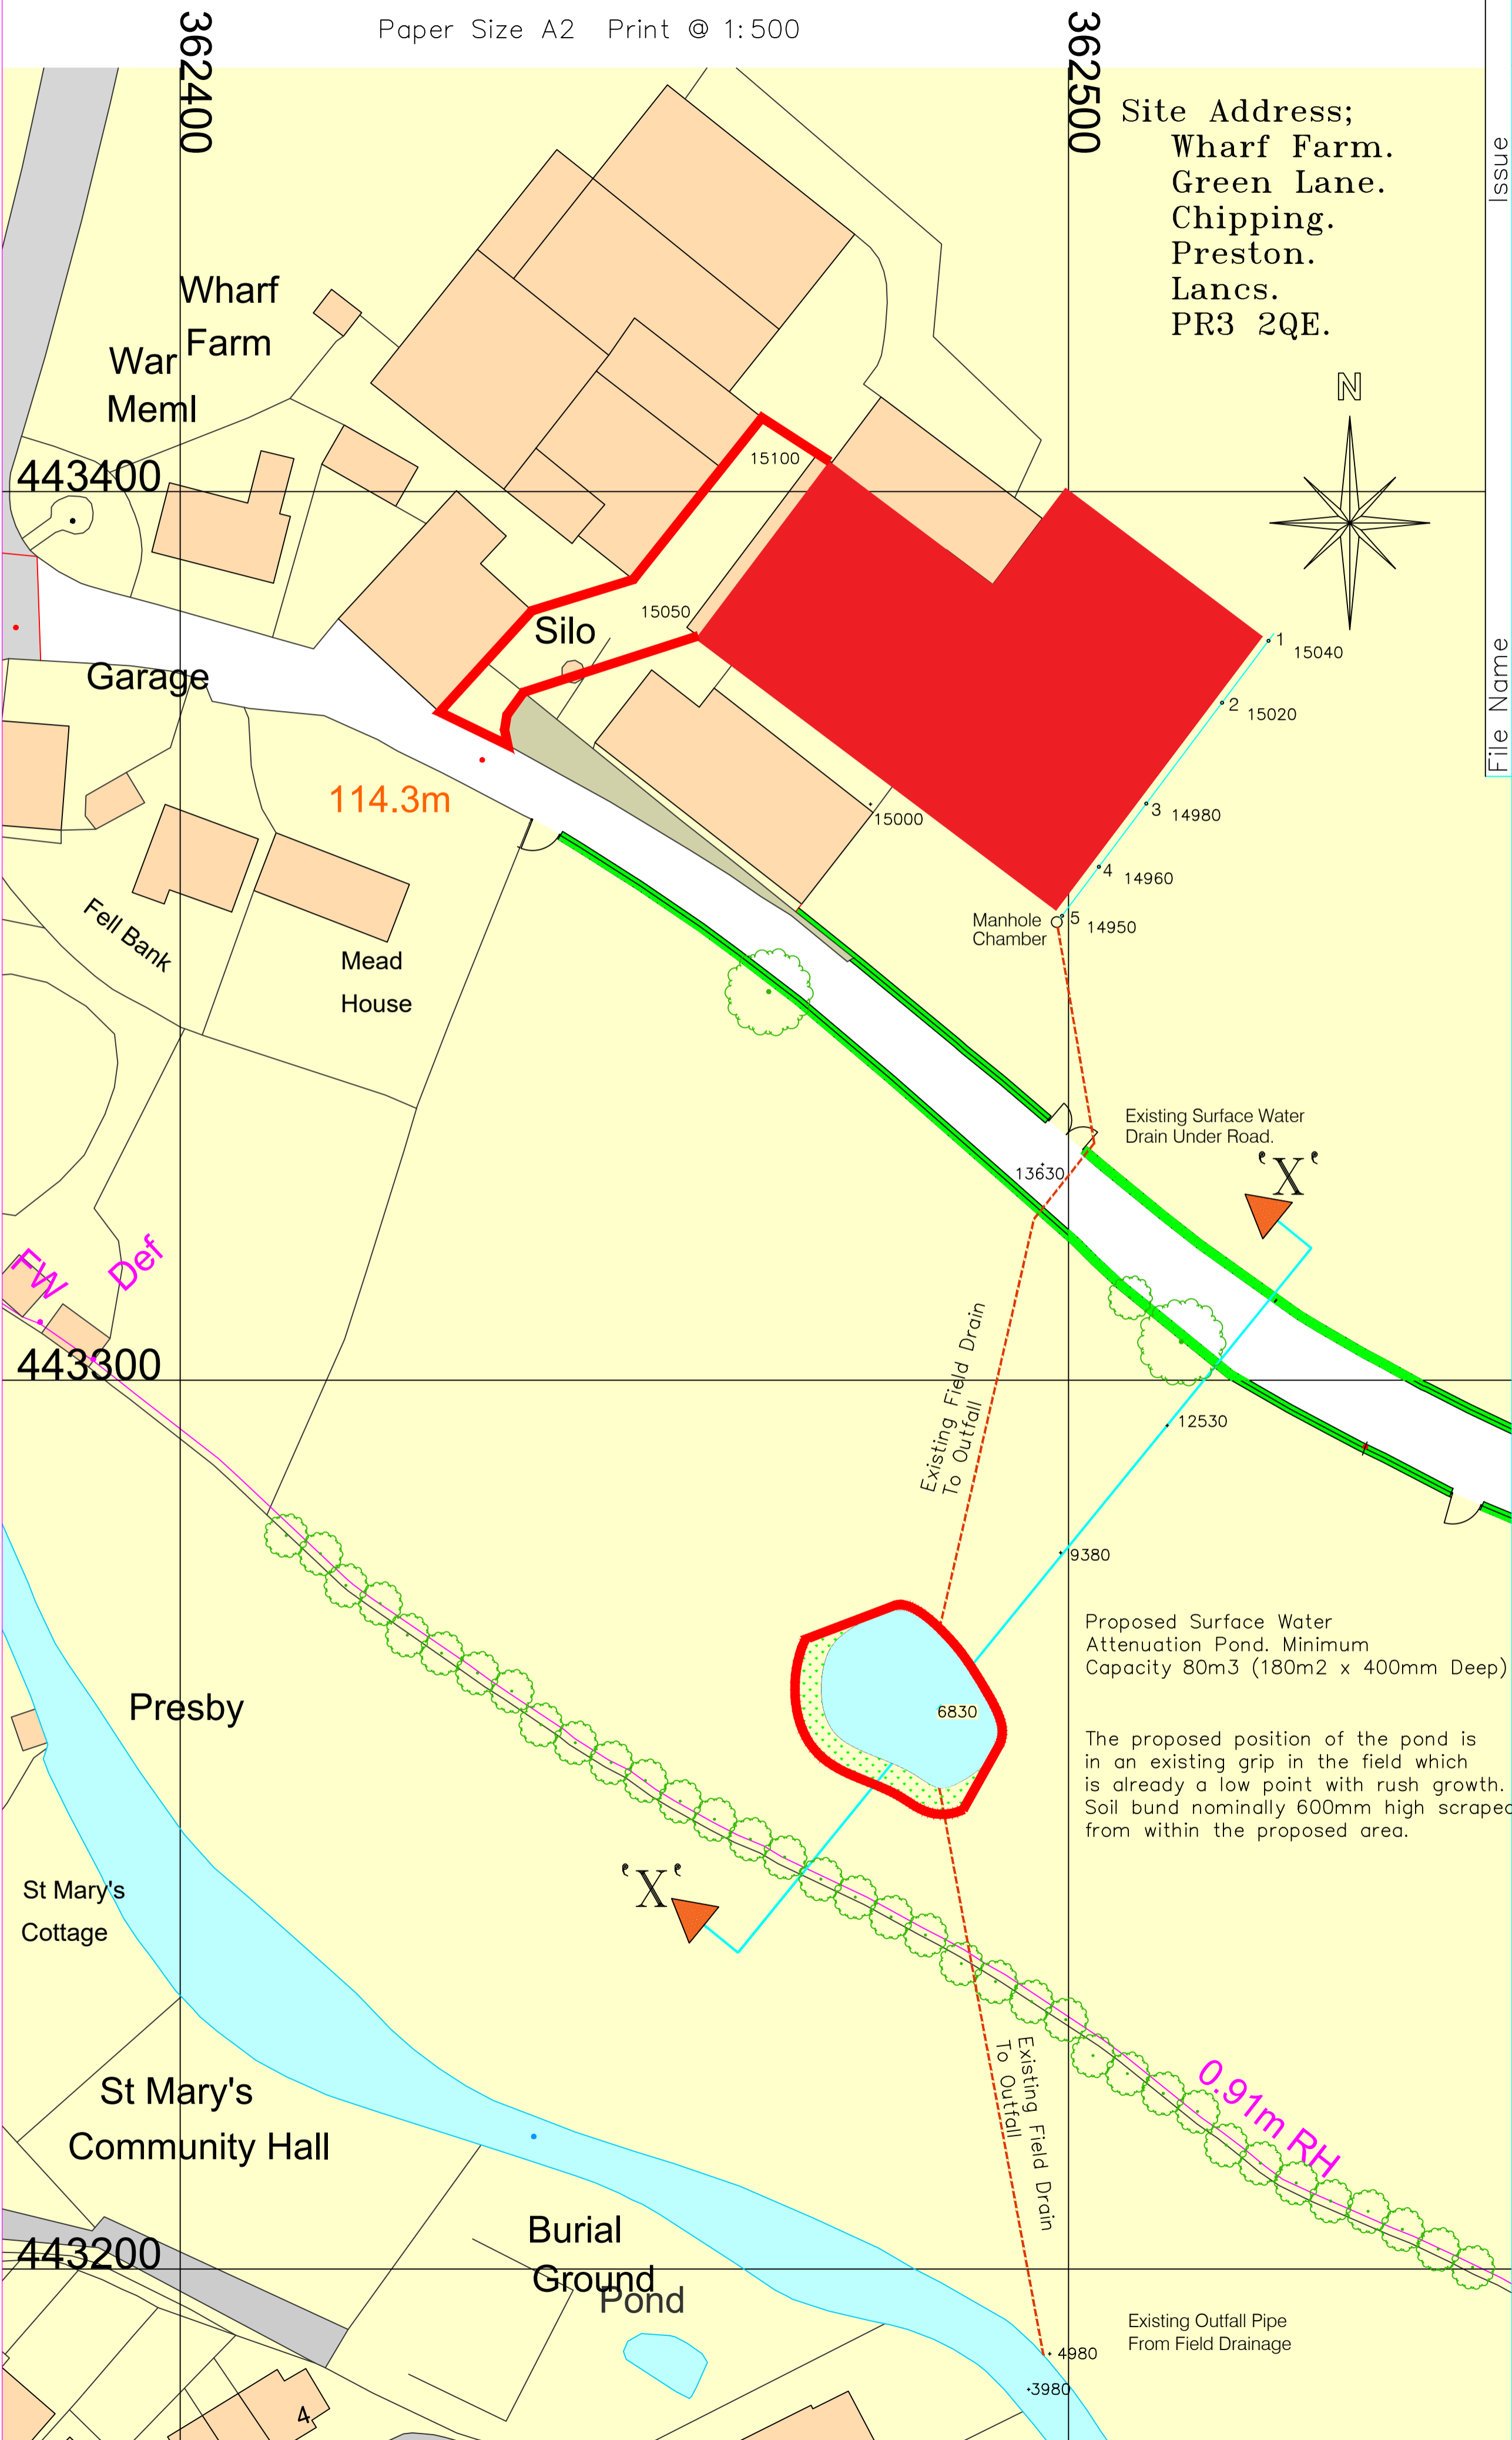 Paper Size A2 Print @ 1:500
362400
362500
Issue
Site Address;
Wharf Farm.
Green Lane.
Chipping.
Preston.
Lancs.
PR3 2QE.
N
Wharf
Farm
War
Meml
443400
15100
15050
Silo
Garage
1
15040
2
15020
File Name
3
14980
114.3m
15000
4
14960
5
14950
Manhole
Chamber
Fell Bank
Mead
House
Existing Surface Water
Drain Under Road.
'X'
13630
FW
Def
443300
Existing Field Drain
To Outfall
12530
9380
Proposed Surface Water
Attenuation Pond. Minimum
Capacity 80m3 (180m2 x 400mm Deep)
6830
Presby
The proposed position of the pond is
in an existing grip in the field which
is already a low point with rush growth.
Soil bund nominally 600mm high scraped
from within the proposed area.
'X'
St Mary's
Cottage
St Mary's
Community Hall
Existing Field Drain
To Outfall
0.91m RH
Burial
Ground
443200
Pond
Existing Outfall Pipe
From Field Drainage
4980
3980
4